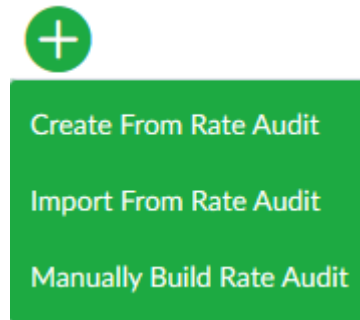 Create From Rate Audit
Import From Rate Audit
Manually Build Rate Audit